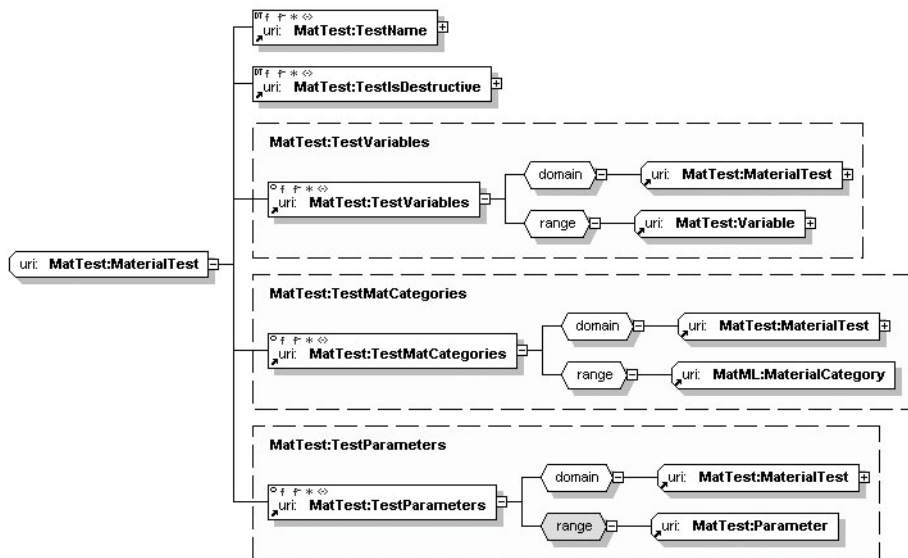 DT f f⁻ * <·>
uri: MatTest:TestName
DT f f⁻ * <·>
uri: MatTest:TestIsDestructive
MatTest:TestVariables
O f f⁻ * <·>
uri: MatTest:TestVariables
domain
uri: MatTest:MaterialTest
range
uri: MatTest:Variable
uri: MatTest:MaterialTest
MatTest:TestMatCategories
O f f⁻ * <·>
uri: MatTest:TestMatCategories
domain
uri: MatTest:MaterialTest
range
uri: MatML:MaterialCategory
MatTest:TestParameters
O f f⁻ * <·>
uri: MatTest:TestParameters
domain
uri: MatTest:MaterialTest
range
uri: MatTest:Parameter